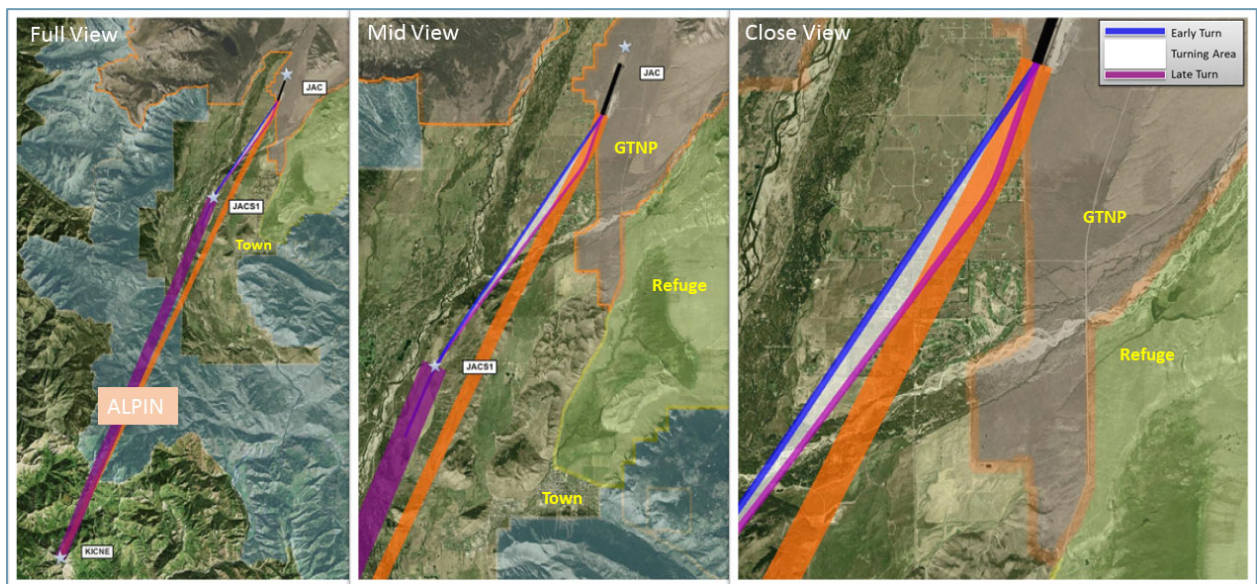 Full View
JAC
JACS1
Town
ALPIN
KICNE
Mid View
JAC
GTNP
Refuge
JACS1
Town
Close View
Early Turn
Turning Area
Late Turn
GTNP
Refuge